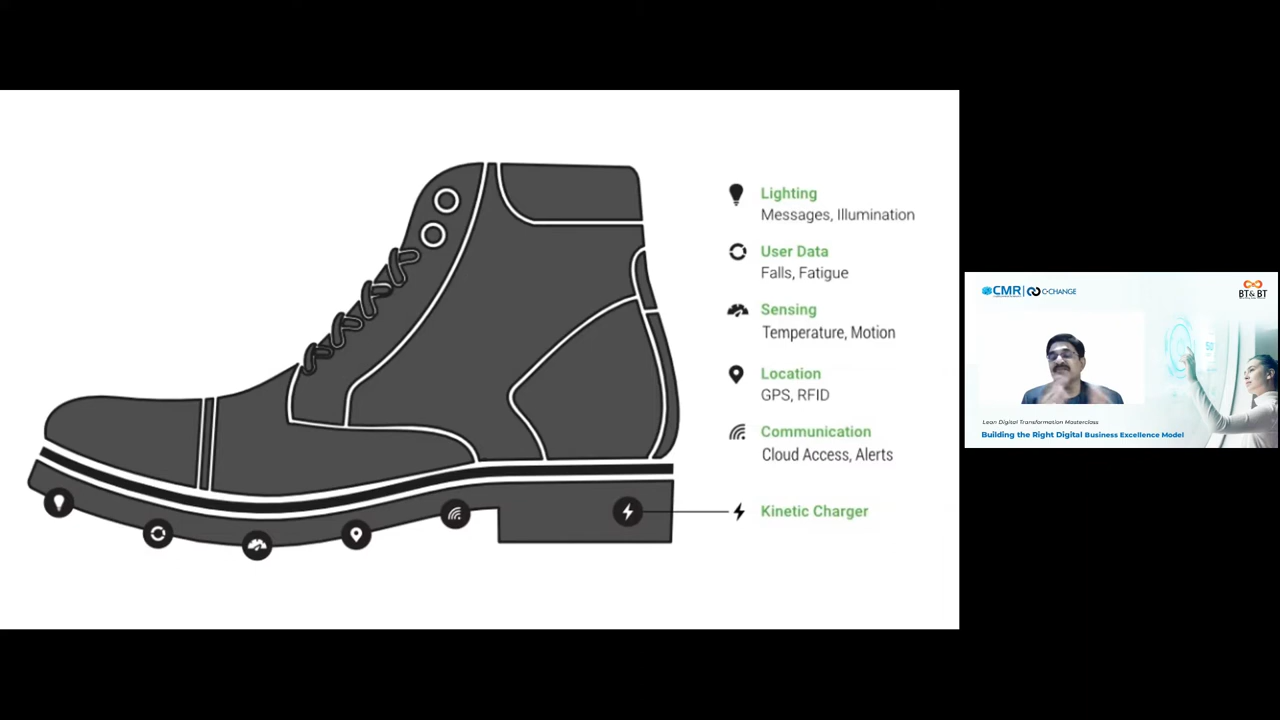 Lighting
Messages, Illumination
User Data
Falls, Fatigue
Sensing
Temperature, Motion
Location
GPS, RFID
Communication
Cloud Access, Alerts
Kinetic Charger
CMR C-CHANGE
BT& BT
Lean Digital Transformation Masterclass
Building the Right Digital Business Excellence Model